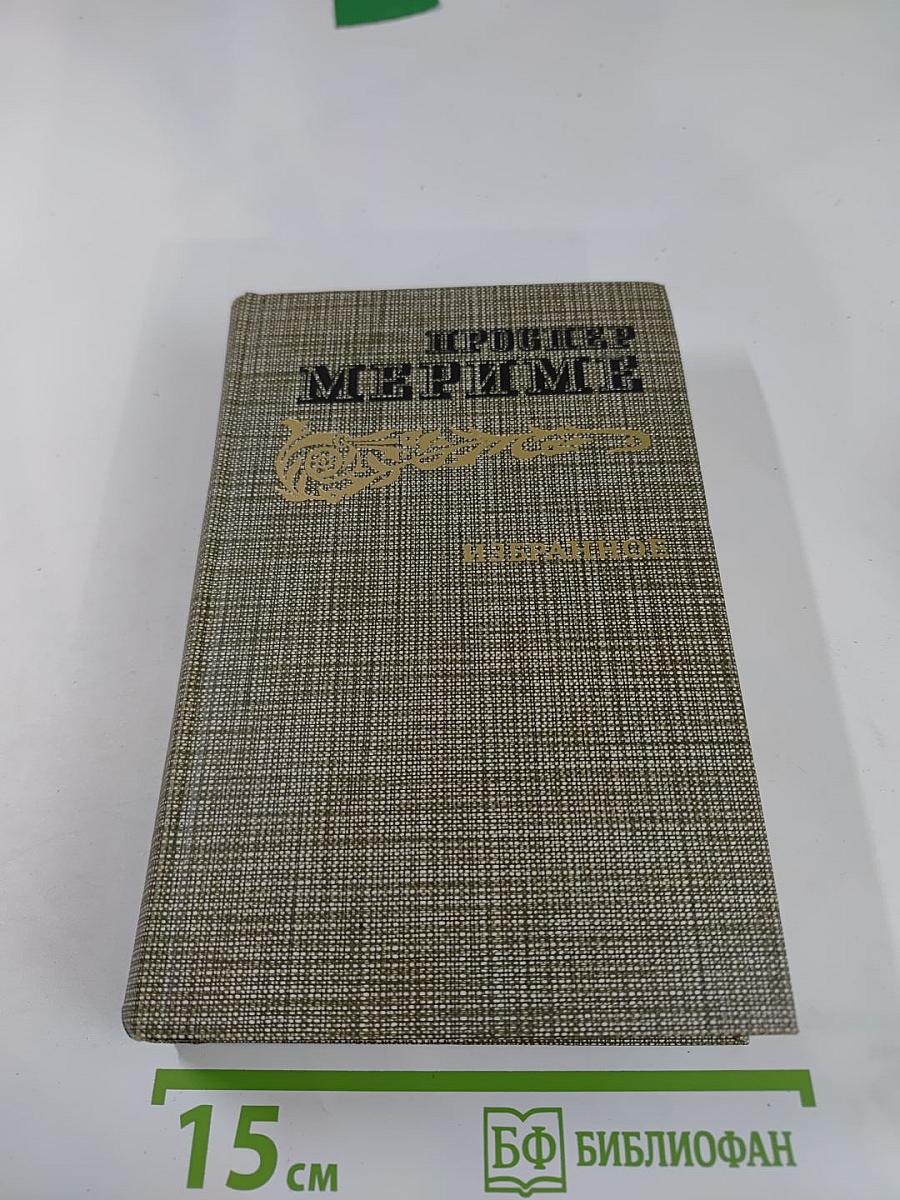 ПРОСПЕР
МЕРИМЕ
ИЗБРАННОЕ
15 см
БФ БИБЛИОФАН